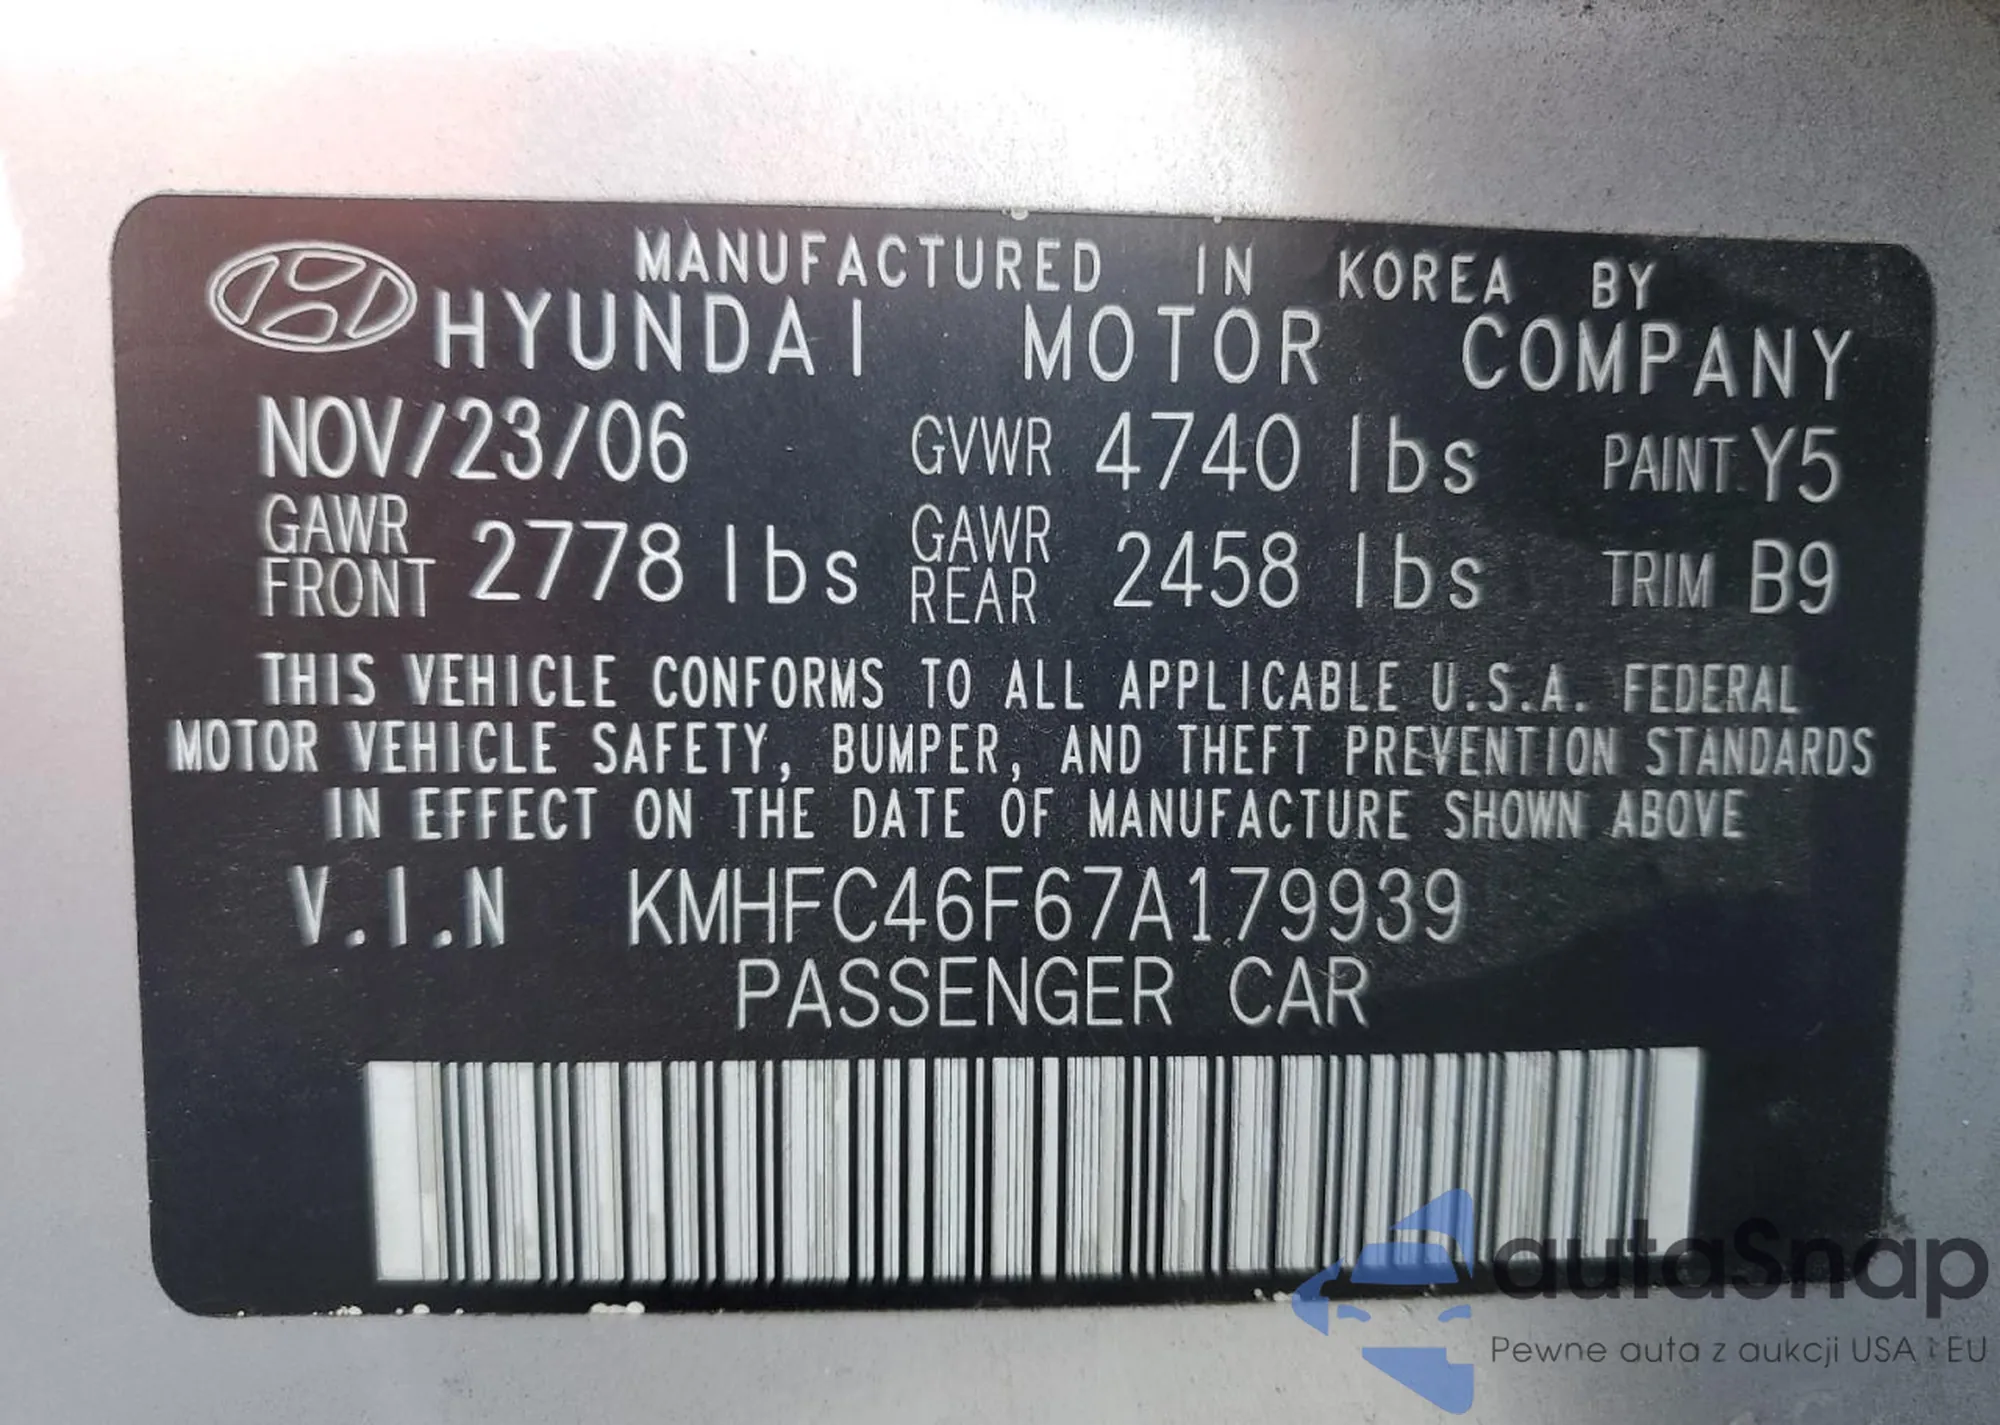 MANUFACTURED IN KOREA BY
HYUNDAI MOTOR COMPANY
NOV/23/06 GVWR 4740 lbs PAINT Y5
GAWR FRONT 2778 lbs GAWR REAR 2458 lbs TRIM B9
THIS VEHICLE CONFORMS TO ALL APPLICABLE U.S.A. FEDERAL
MOTOR VEHICLE SAFETY, BUMPER, AND THEFT PREVENTION STANDARDS
IN EFFECT ON THE DATE OF MANUFACTURE SHOWN ABOVE
V.I.N KMHFC46F67A179939
PASSENGER CAR
autaSnap
Pewne auta z aukcji USA i EU